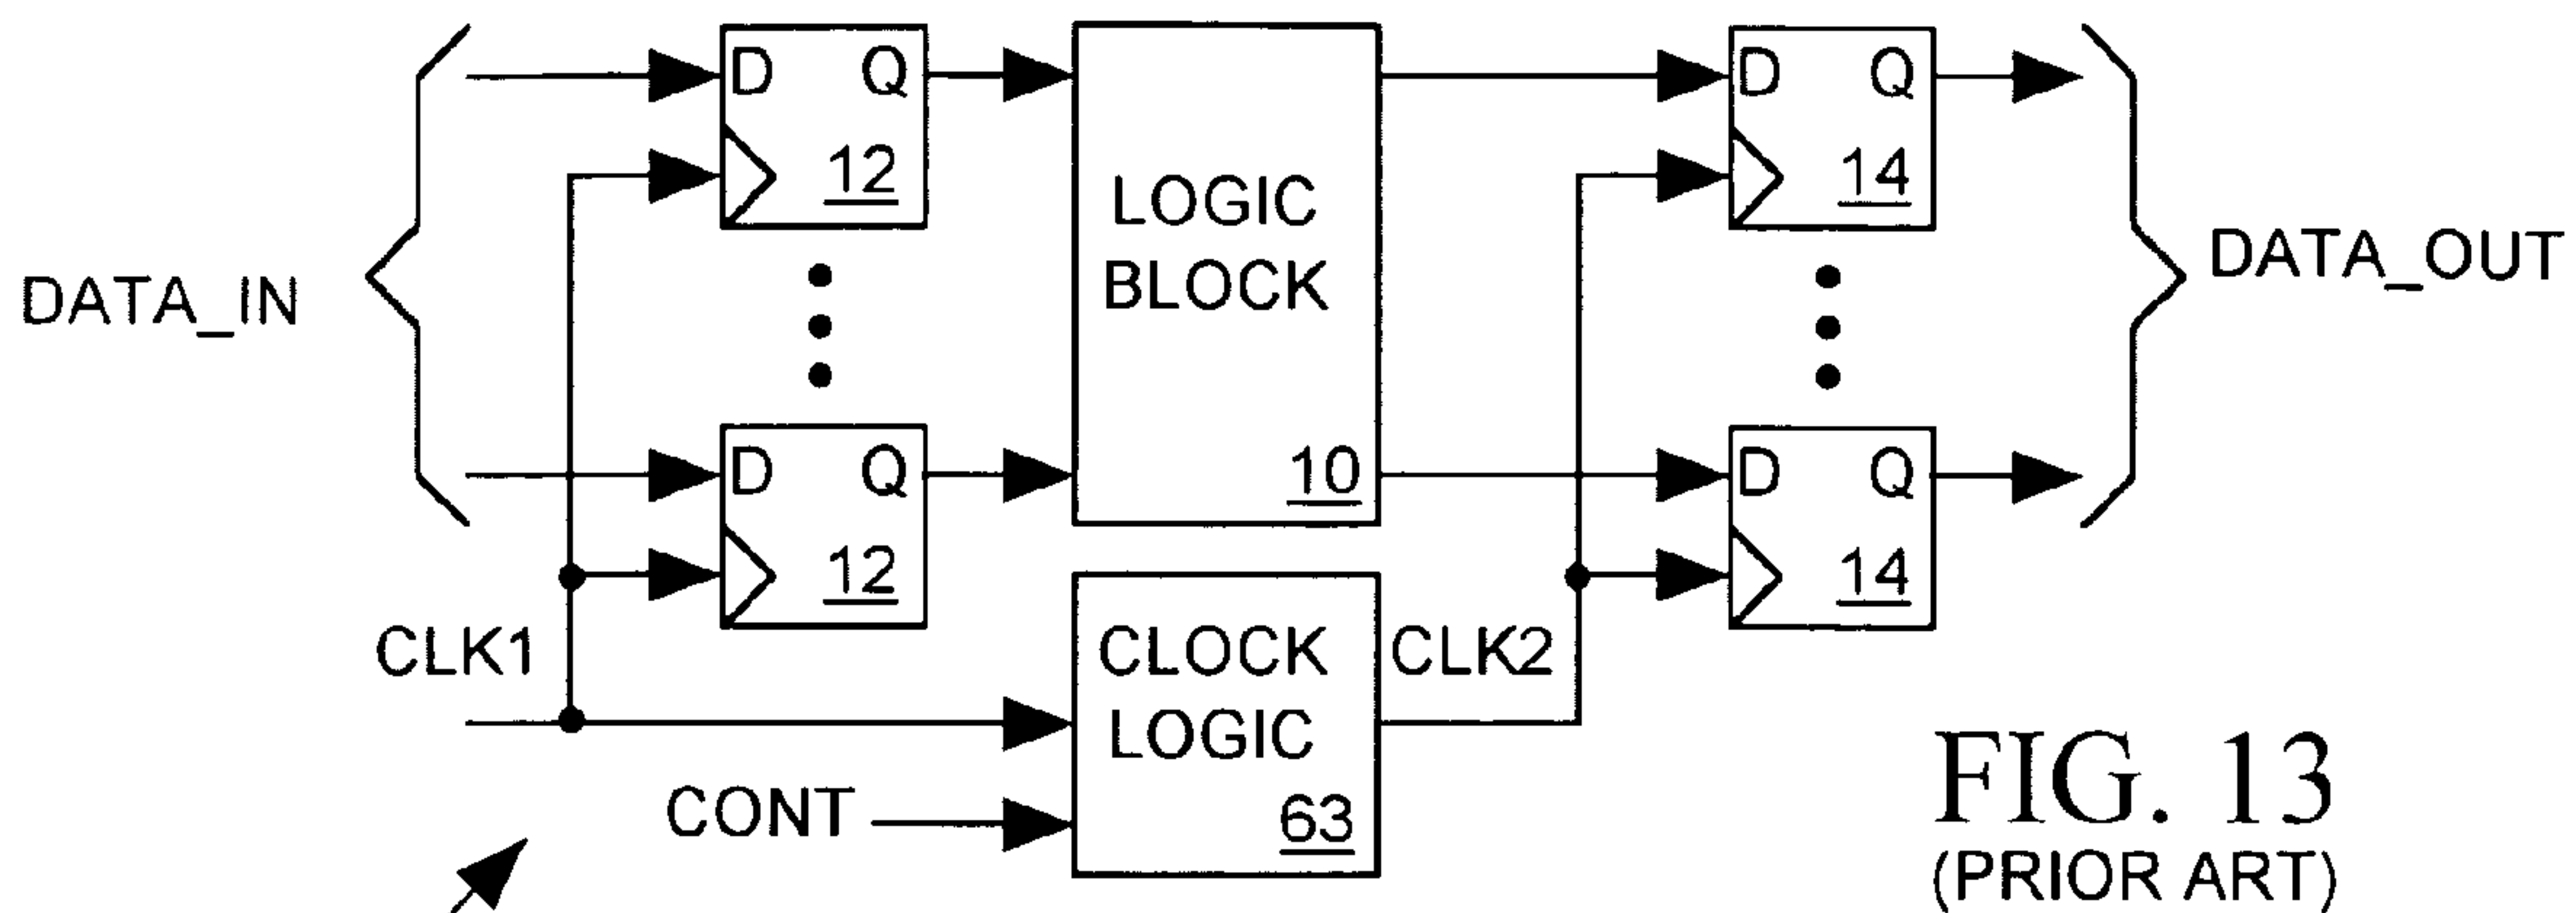 D Q
12
D Q
12
DATA_IN
CLK1
CONT
LOGIC
BLOCK
10
CLOCK
LOGIC
63
CLK2
D Q
14
D Q
14
DATA_OUT
FIG. 13
(PRIOR ART)